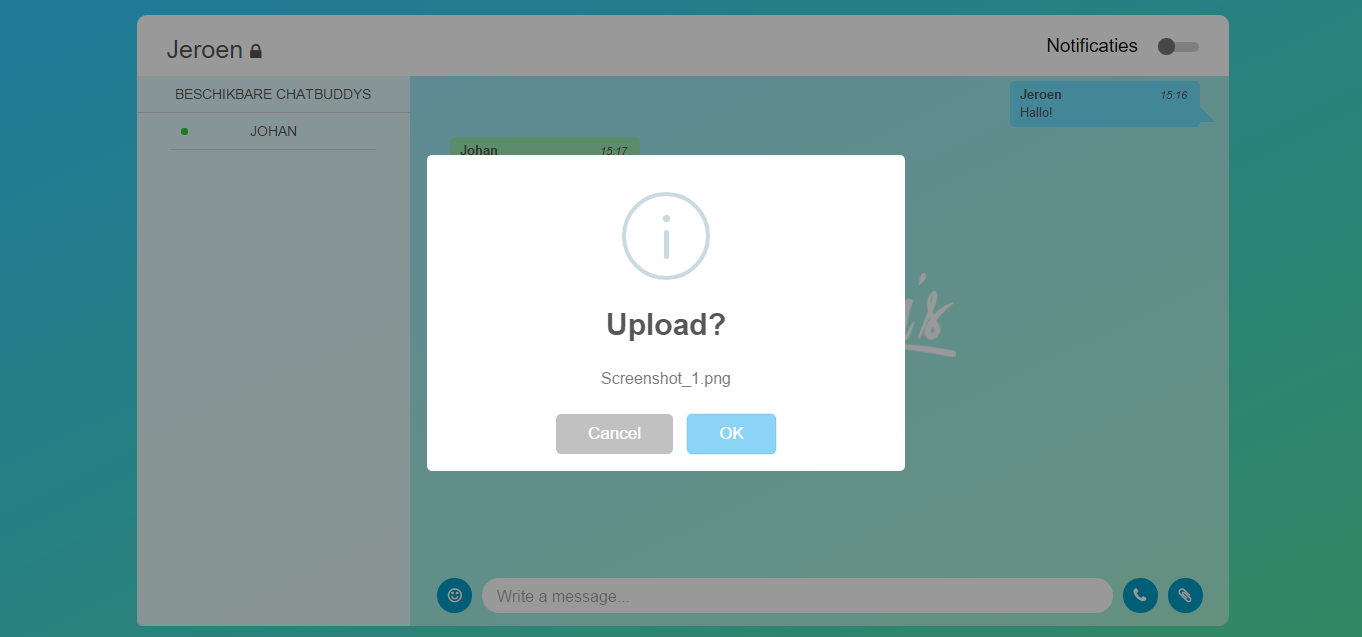 Jeroen
Notificaties
BESCHIKBARE CHATBUDDYS
JOHAN
Jeroen 15:16
Hallo!
Johan 15:17
Upload?
Screenshot_1.png
Cancel OK
Write a message...